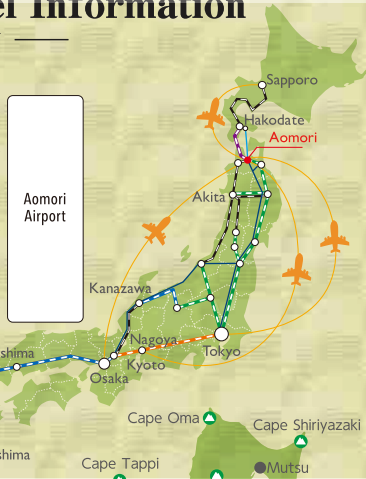 el Information
Sapporo
Hakodate
Aomori
Aomori
Airport
Akita
Kanazawa
Nagoya
shima
Tokyo
Kyoto
Osaka
Cape Oma
Cape Shiriyazaki
shima
Cape Tappi
Mutsu